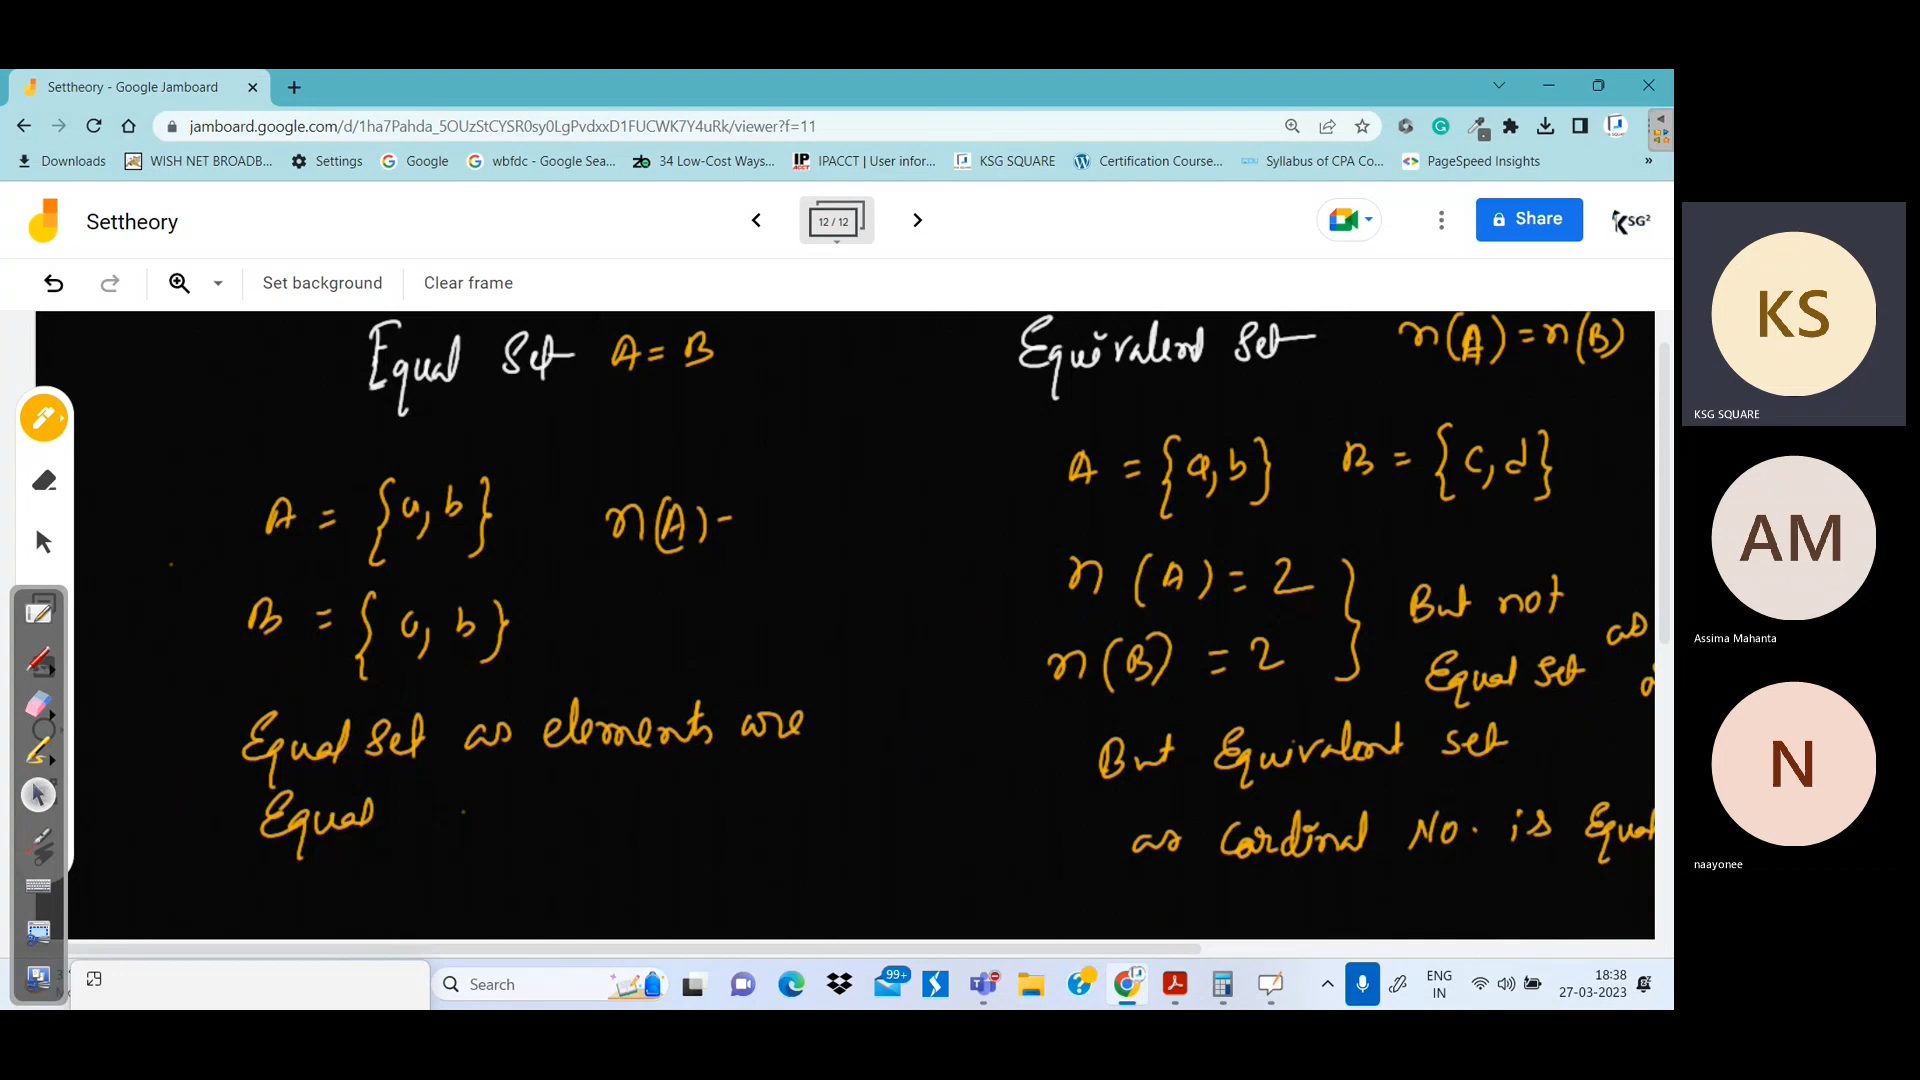 Settheory - Google Jamboard
jamboard.google.com/d/1ha7Pahda_5OUzStCYSR0sy0LgPvdxxD1FUCWK7Y4uRk/viewer?f=11
Downloads WISH NET BROADB... Settings Google wbfdc - Google Sea... 34 Low-Cost Ways... IPACCT | User infor... KSG SQUARE Certification Course... Syllabus of CPA Co... PageSpeed Insights »
Settheory 12 / 12 Share KSG²
Set background Clear frame
Equal Set A = B
A = {a, b} n(A) -
B = {a, b}
Equal Set as elements are
Equal
Equivalent Set n(A) = n(B)
A = {a, b} B = {c, d}
n (A) = 2
n (B) = 2
But not
Equal Set as
But Equivalent set
as Cardinal No. is Equal
KS
KSG SQUARE
AM
Assima Mahanta
N
naayonee
Search 99+ ENG
IN
18:38
27-03-2023